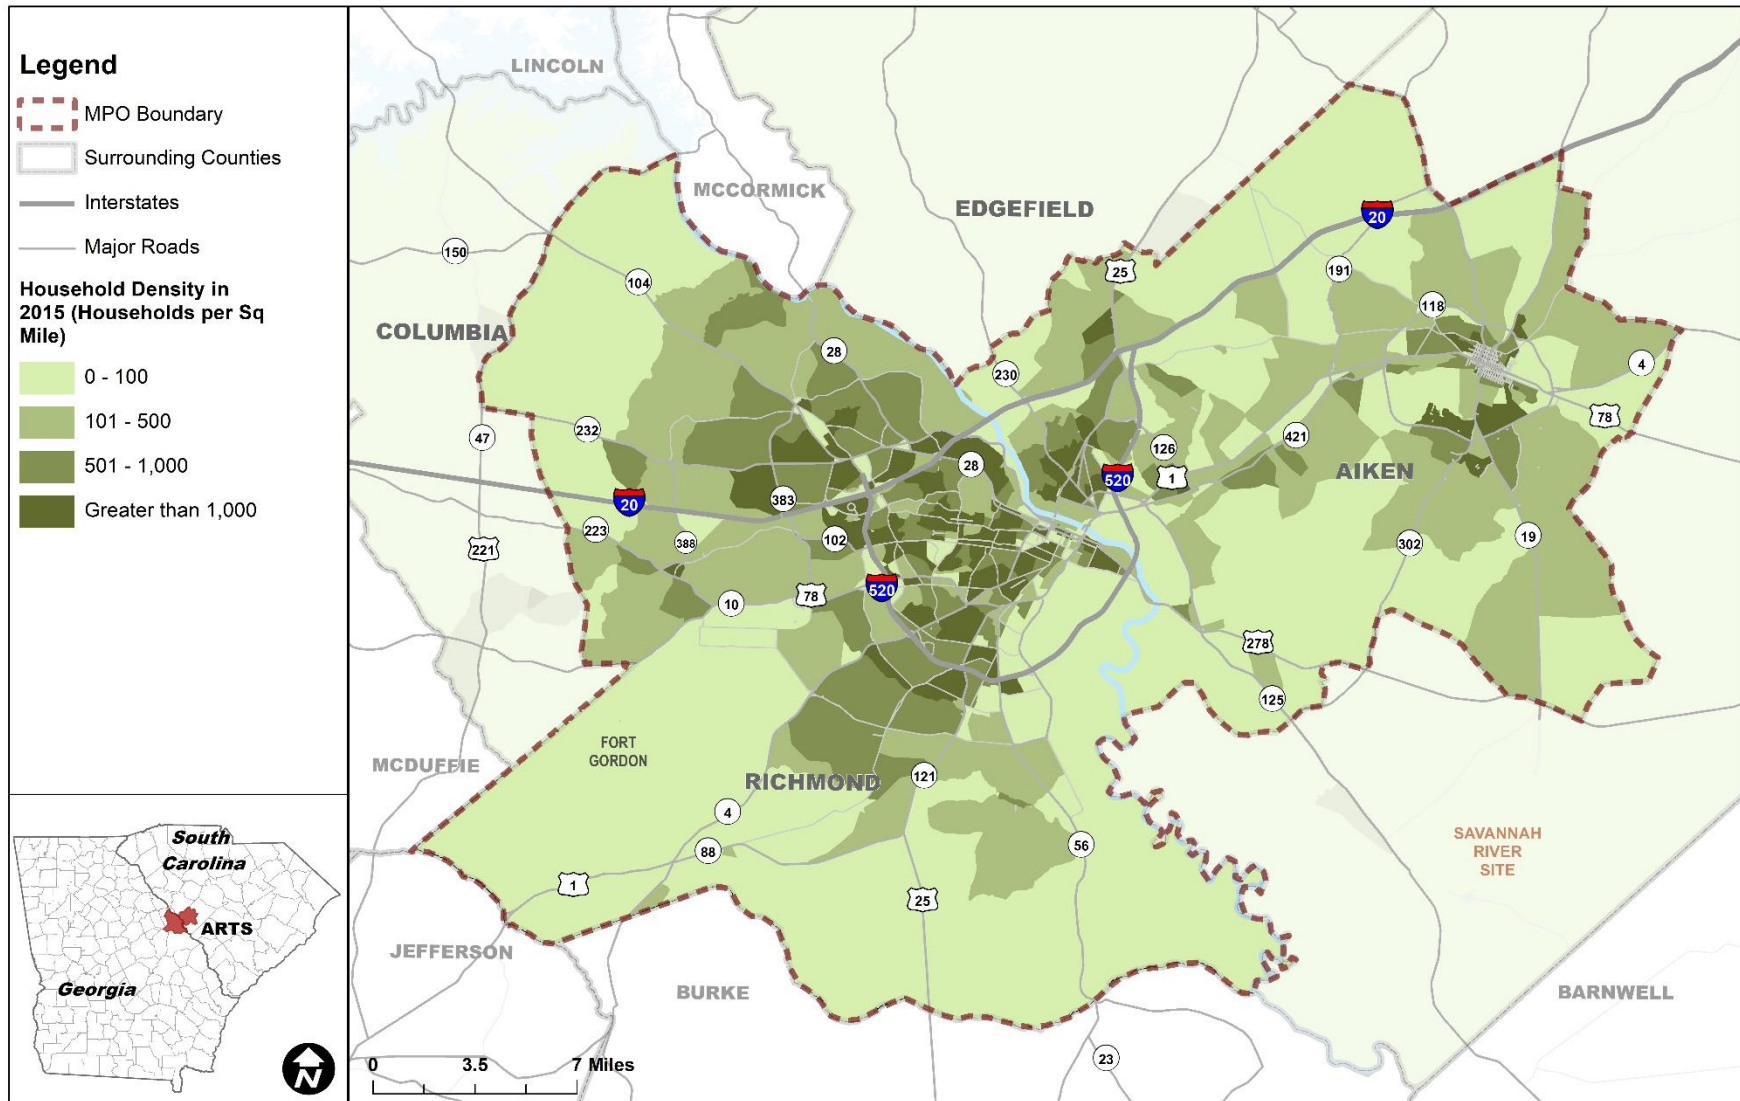 Legend
MPO Boundary
Surrounding Counties
Interstates
Major Roads
Household Density in
2015 (Households per Sq
Mile)
0 - 100
101 - 500
501 - 1,000
Greater than 1,000
South
Carolina
ARTS
Georgia
N
LINCOLN
MCCORMICK
EDGEFIELD
20
150
25
104
191
118
COLUMBIA
28
4
230
78
232
47
126
421
28
AIKEN
520
1
383
20
223
102
388
221
302
19
520
78
10
278
125
FORT
GORDON
MCDUFFIE
RICHMOND
121
4
SAVANNAH
RIVER
SITE
88
56
1
25
JEFFERSON
BURKE
BARNWELL
23
0 3.5 7 Miles